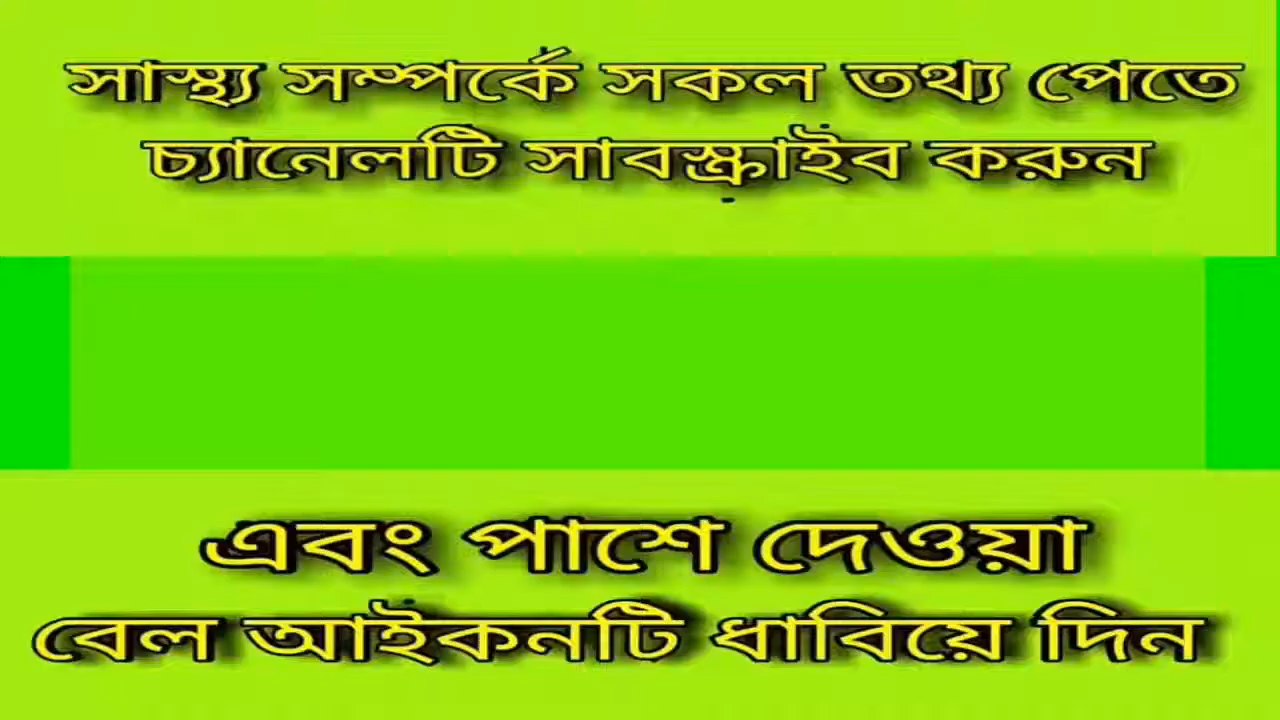 সাস্থ্য সম্পর্কে সকল তথ্য পেতে
চ্যানেলটি সাবস্ক্রাইব করুন
এবং পাশে দেওয়া
বেল আইকনটি ধাবিয়ে দিন